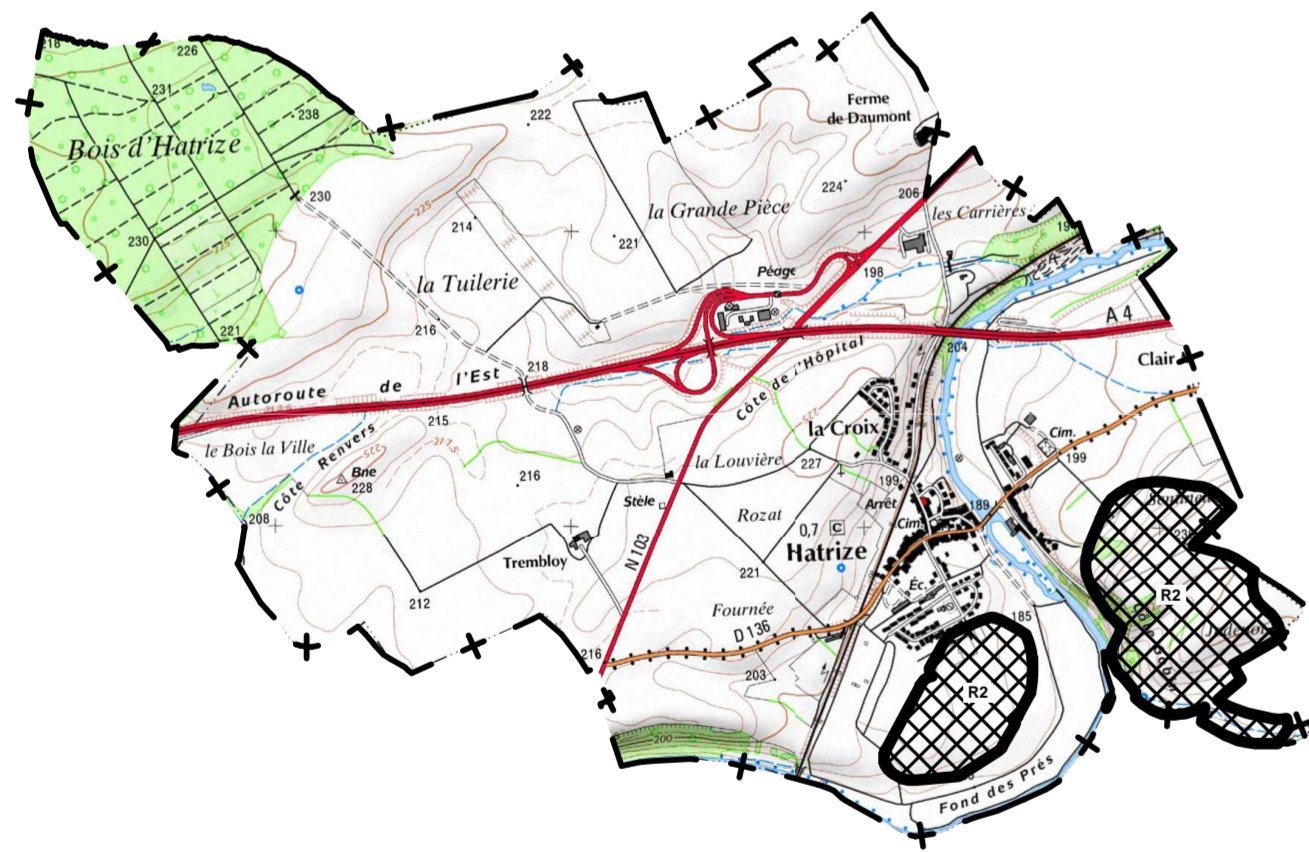 218
226
231
238
Bois d'Hatrize
230
230
225
221
222
Ferme
de Daumont
224
206
la Grande Pièce
les Carrières
225
214
221
la Tuilerie
Péage
198
216
218
A 4
204
Clair
Autoroute de l'Est
215
Côte de l'Hôpital
225
le Bois la Ville
Côte Renvers
225
217,5
Bne
228
216
la Croix
Cim.
199
la Louvière
227
199
208
Stèle
Rozat
Arrêt
189
0,7
C
Cim.
Hatrize
Trembloy
N 103
221
Éc.
212
Fournée
D 136
185
R2
216
203
R2
200
Fond des Prés